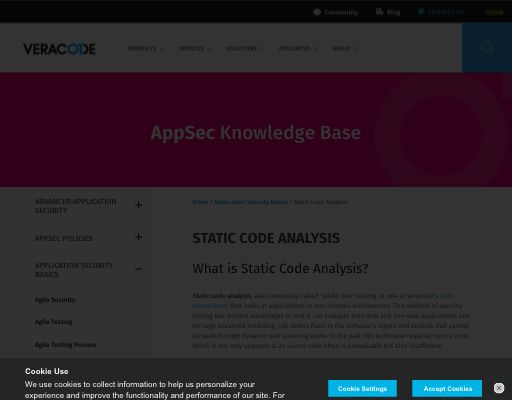 Community Blog CONTACT US LOGIN
VERACODE PRODUCTS SERVICES SOLUTIONS RESOURCES ABOUT
AppSec Knowledge Base
ADVANCED APPLICATION
SECURITY
APPSEC POLICIES
APPLICATION SECURITY
BASICS
Agile Security
Agile Testing
Agile Testing Process
Home / Application Security Basics / Static Code Analysis
STATIC CODE ANALYSIS
What is Static Code Analysis?
Static code analysis, also commonly called "white-box" testing, is one of veracode's code
review tools that looks at applications in non-runtime environment. This method of security
testing has distinct advantages in that it can evaluate both web and non-web applications and
through advanced modeling, can detect flaws in the software's inputs and outputs that cannot
be seen through dynamic web scanning alone. In the past this technique required source code
which is not only unpractical as source code often is unavailable but also insufficient.
Cookie Use
We use cookies to collect information to help us personalize your
experience and improve the functionality and performance of our site. For
Cookie Settings
Accept Cookies